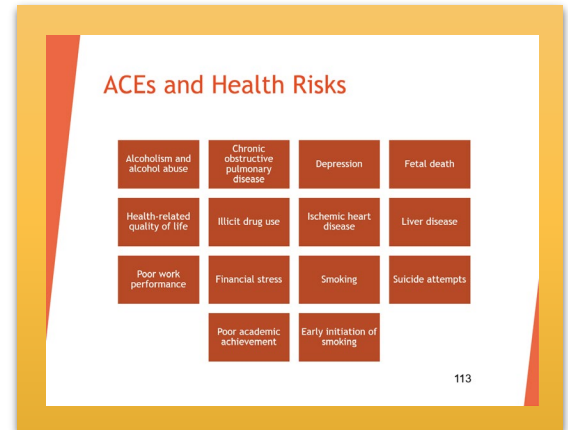 ACEs and Health Risks
Alcoholism and
alcohol abuse
Chronic
obstructive
pulmonary
disease
Depression
Fetal death
Health-related
quality of life
Illicit drug use
Ischemic heart
disease
Liver disease
Poor work
performance
Financial stress
Smoking
Suicide attempts
Poor academic
achievement
Early initiation of
smoking
113